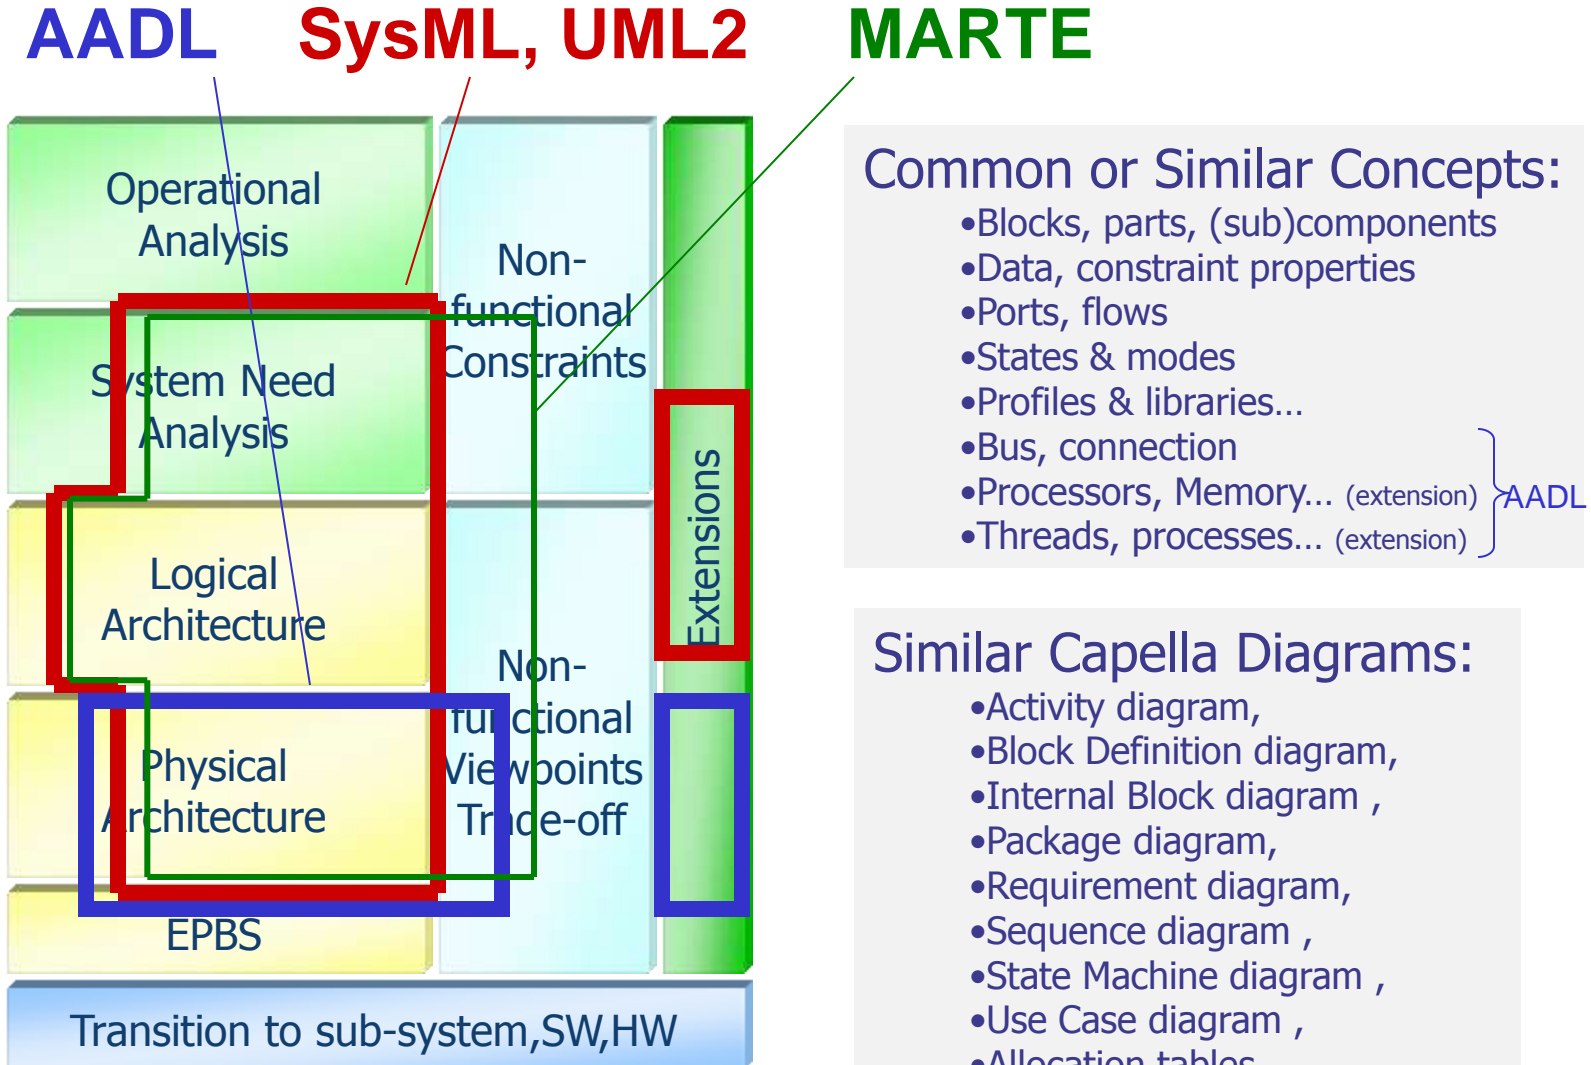 AADL SysML, UML2 MARTE
Operational
Analysis
System Need
Analysis
Logical
Architecture
Physical
Architecture
EPBS
Non-
functional
Constraints
Non-
functional
Viewpoints
Trade-off
Extensions
Transition to sub-system,SW,HW
Common or Similar Concepts:
•Blocks, parts, (sub)components
•Data, constraint properties
•Ports, flows
•States & modes
•Profiles & libraries…
•Bus, connection
•Processors, Memory… (extension)
•Threads, processes… (extension)
AADL
Similar Capella Diagrams:
•Activity diagram,
•Block Definition diagram,
•Internal Block diagram ,
•Package diagram,
•Requirement diagram,
•Sequence diagram ,
•State Machine diagram ,
•Use Case diagram ,
•Allocation tables